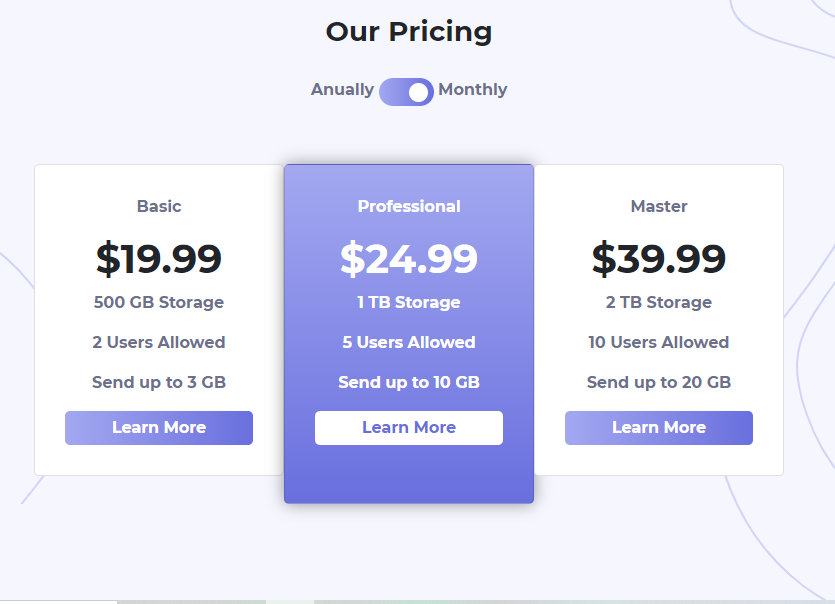 Our Pricing
Anually Monthly
Basic
$19.99
500 GB Storage
2 Users Allowed
Send up to 3 GB
Learn More
Professional
$24.99
1 TB Storage
5 Users Allowed
Send up to 10 GB
Learn More
Master
$39.99
2 TB Storage
10 Users Allowed
Send up to 20 GB
Learn More